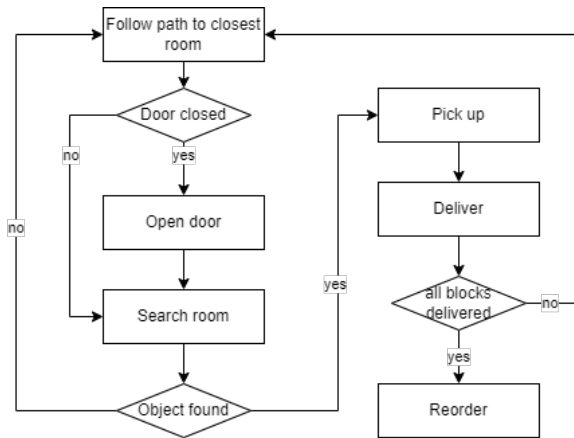 Follow path to closest
room
Door closed
no
yes
Open door
Search room
Object found
no
yes
Pick up
Deliver
all blocks
delivered
no
yes
Reorder